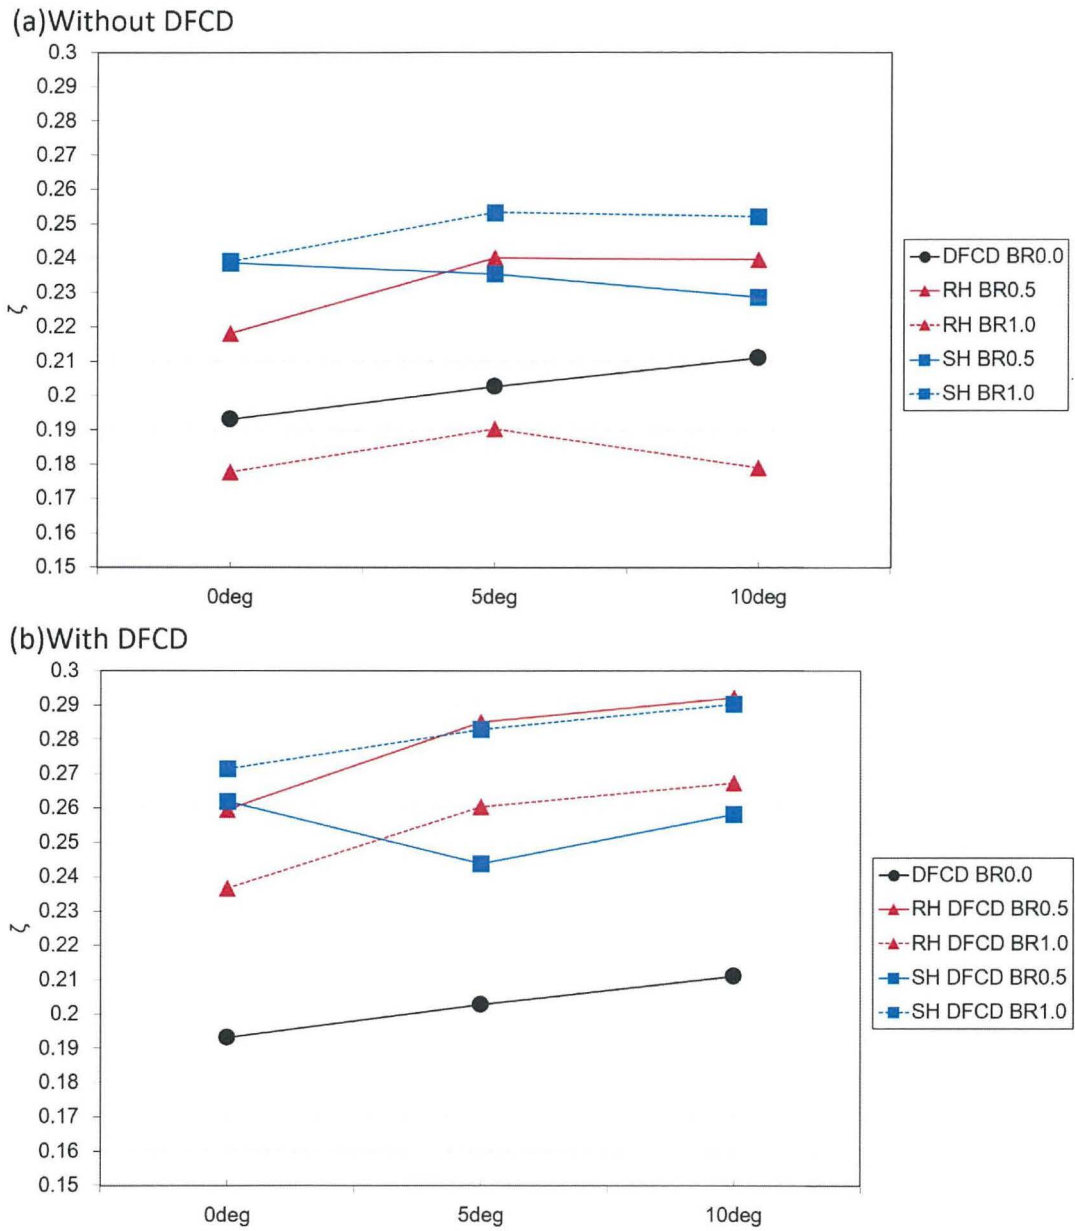 (a)Without DFCD
0.3
0.29
0.28
0.27
0.26
0.25
0.24
0.23
0.22
0.21
0.2
0.19
0.18
0.17
0.16
0.15
ζ
0deg
5deg
10deg
DFCD BR0.0
RH BR0.5
RH BR1.0
SH BR0.5
SH BR1.0
(b)With DFCD
0.3
0.29
0.28
0.27
0.26
0.25
0.24
0.23
0.22
0.21
0.2
0.19
0.18
0.17
0.16
0.15
ζ
0deg
5deg
10deg
DFCD BR0.0
RH DFCD BR0.5
RH DFCD BR1.0
SH DFCD BR0.5
SH DFCD BR1.0